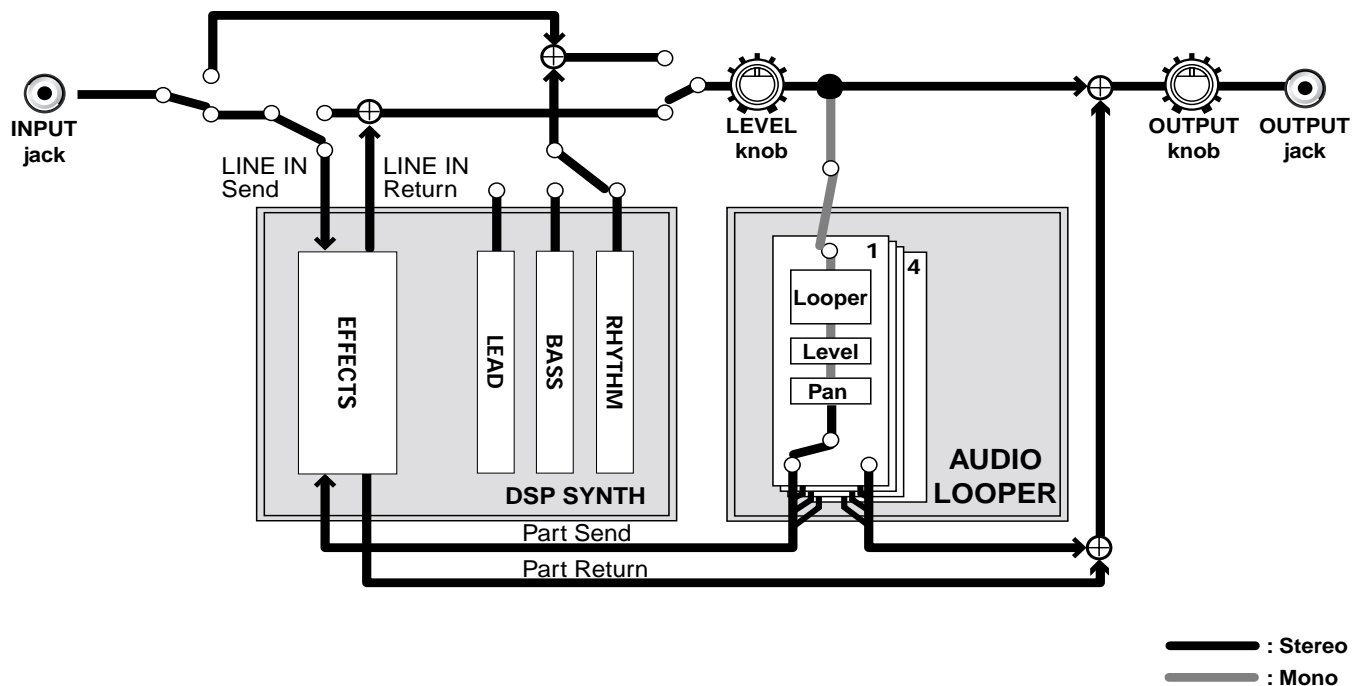 INPUT
jack
LINE IN
Send
LINE IN
Return
LEVEL
knob
OUTPUT
knob
OUTPUT
jack
EFFECTS
LEAD
BASS
RHYTHM
DSP SYNTH
1
4
Looper
Level
Pan
AUDIO
LOOPER
Part Send
Part Return
: Stereo
: Mono